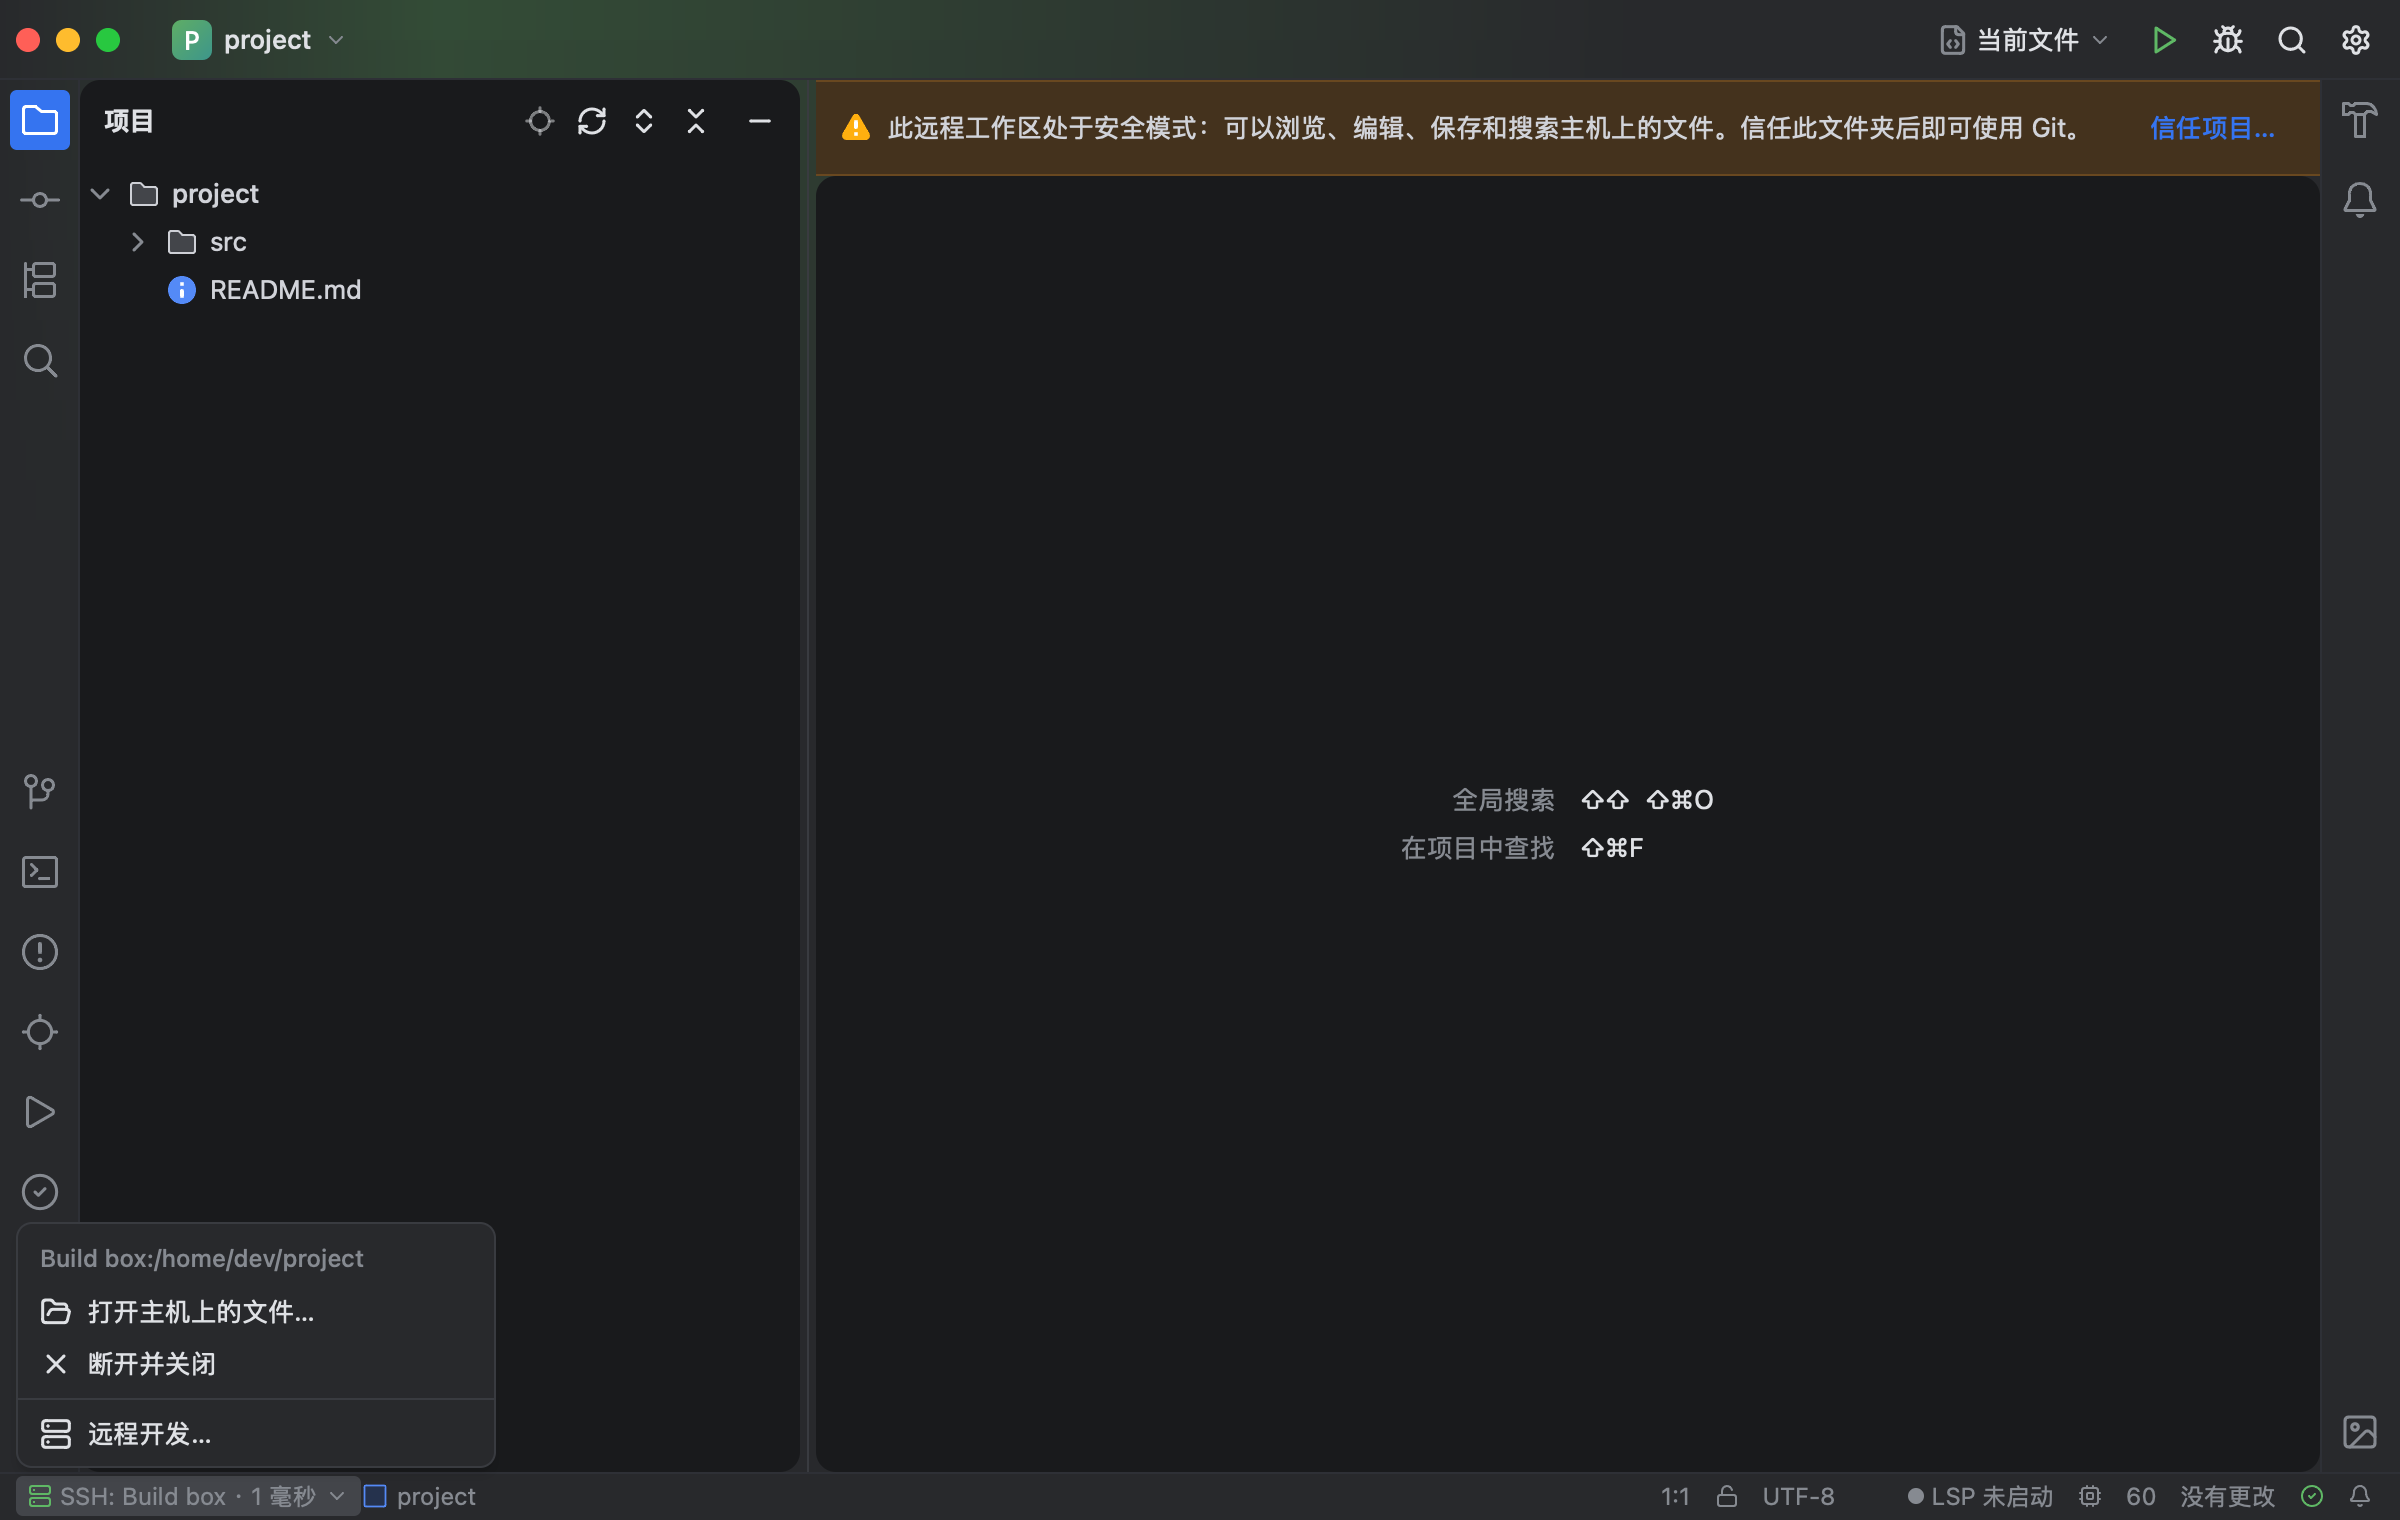 P project
当前文件
项目
此远程工作区处于安全模式：可以浏览、编辑、保存和搜索主机上的文件。信任此文件夹后即可使用 Git。
信任项目...
project
src
README.md
全局搜索 ⇧⇧ ⇧⌘O
在项目中查找 ⇧⌘F
Build box:/home/dev/project
打开主机上的文件...
断开并关闭
远程开发...
SSH: Build box · 1 毫秒
project
1:1
UTF-8
LSP 未启动
60
没有更改